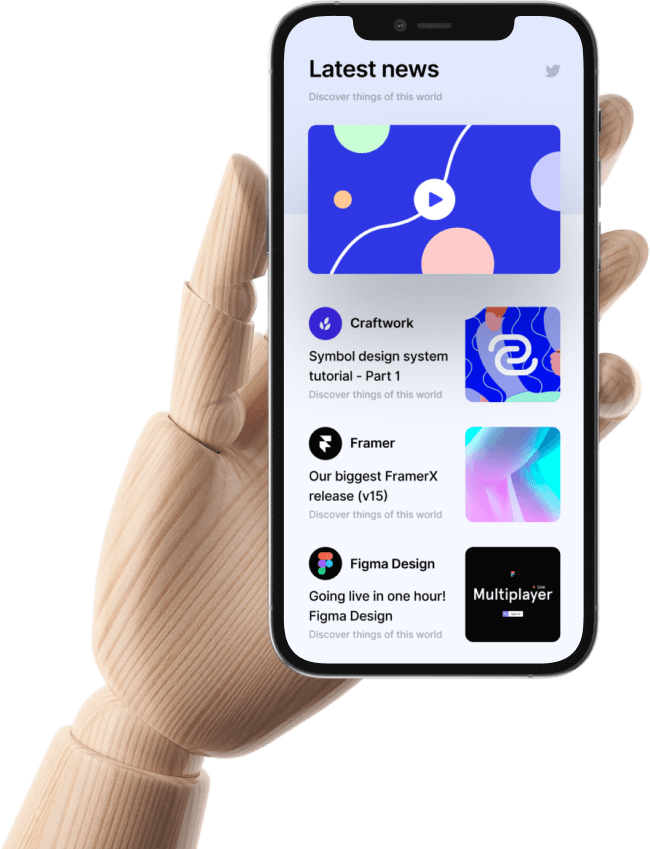 Latest news
Discover things of this world
Craftwork
Symbol design system
tutorial - Part 1
Discover things of this world
Framer
Our biggest FramerX
release (v15)
Discover things of this world
Figma Design
Going live in one hour!
Figma Design
Discover things of this world
Live
Multiplayer